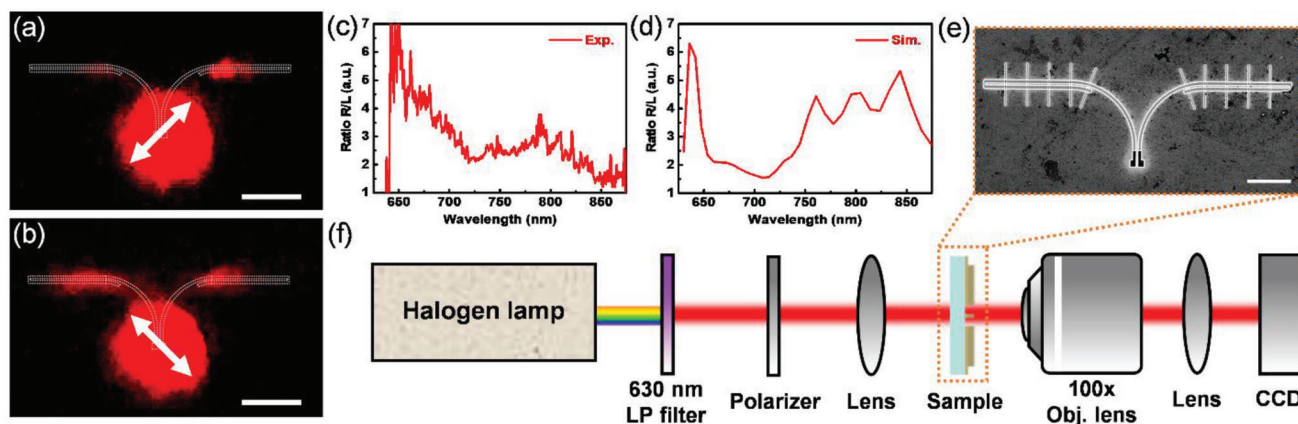 (a)
(b)
(c)
Ratio R/L (a.u.)
7
6
5
4
3
2
1
Exp.
650 700 750 800 850
Wavelength (nm)
(d)
Ratio R/L (a.u.)
7
6
5
4
3
2
1
Sim.
650 700 750 800 850
Wavelength (nm)
(e)
(f)
Halogen lamp
630 nm
LP filter
Polarizer
Lens
Sample
100x
Obj. lens
Lens
CCD